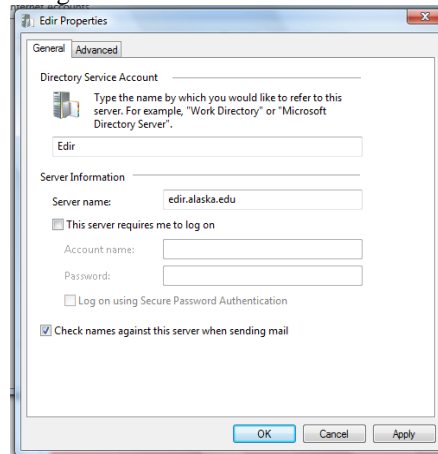 Internet Accounts
Edir Properties
General Advanced
Directory Service Account
Type the name by which you would like to refer to this
server. For example, "Work Directory" or "Microsoft
Directory Server".
Edir
Server Information
Server name: edir.alaska.edu
This server requires me to log on
Account name:
Password:
Log on using Secure Password Authentication
Check names against this server when sending mail
OK Cancel Apply